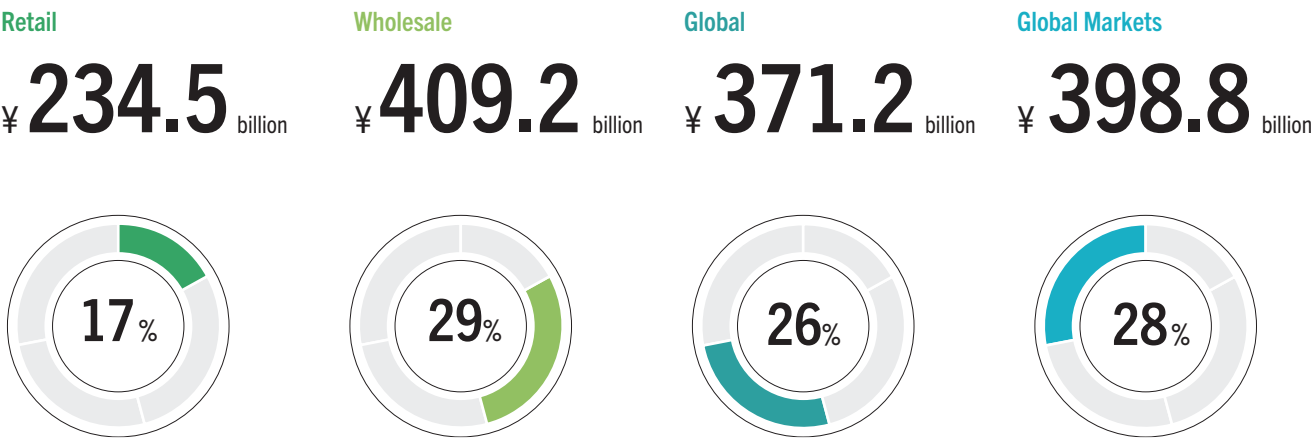 Retail
Wholesale
Global
Global Markets
¥ 234.5 billion
¥ 409.2 billion
¥ 371.2 billion
¥ 398.8 billion
17%
29%
26%
28%